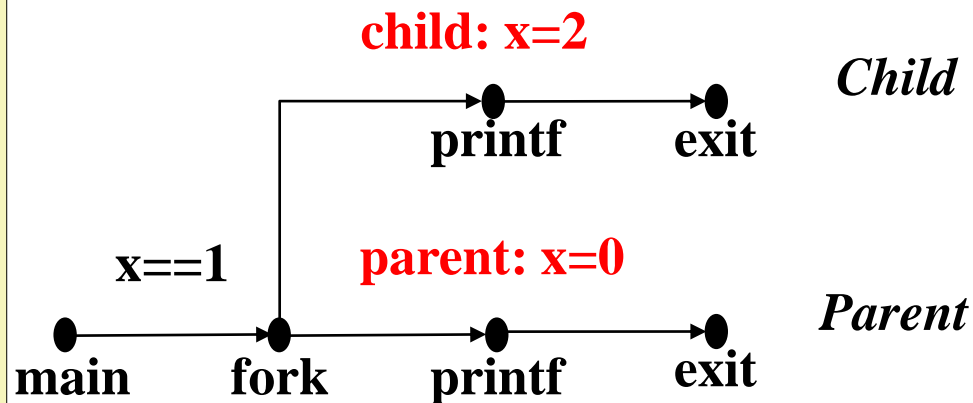 child: x=2
Child
printf
exit
x==1
parent: x=0
Parent
main
fork
printf
exit